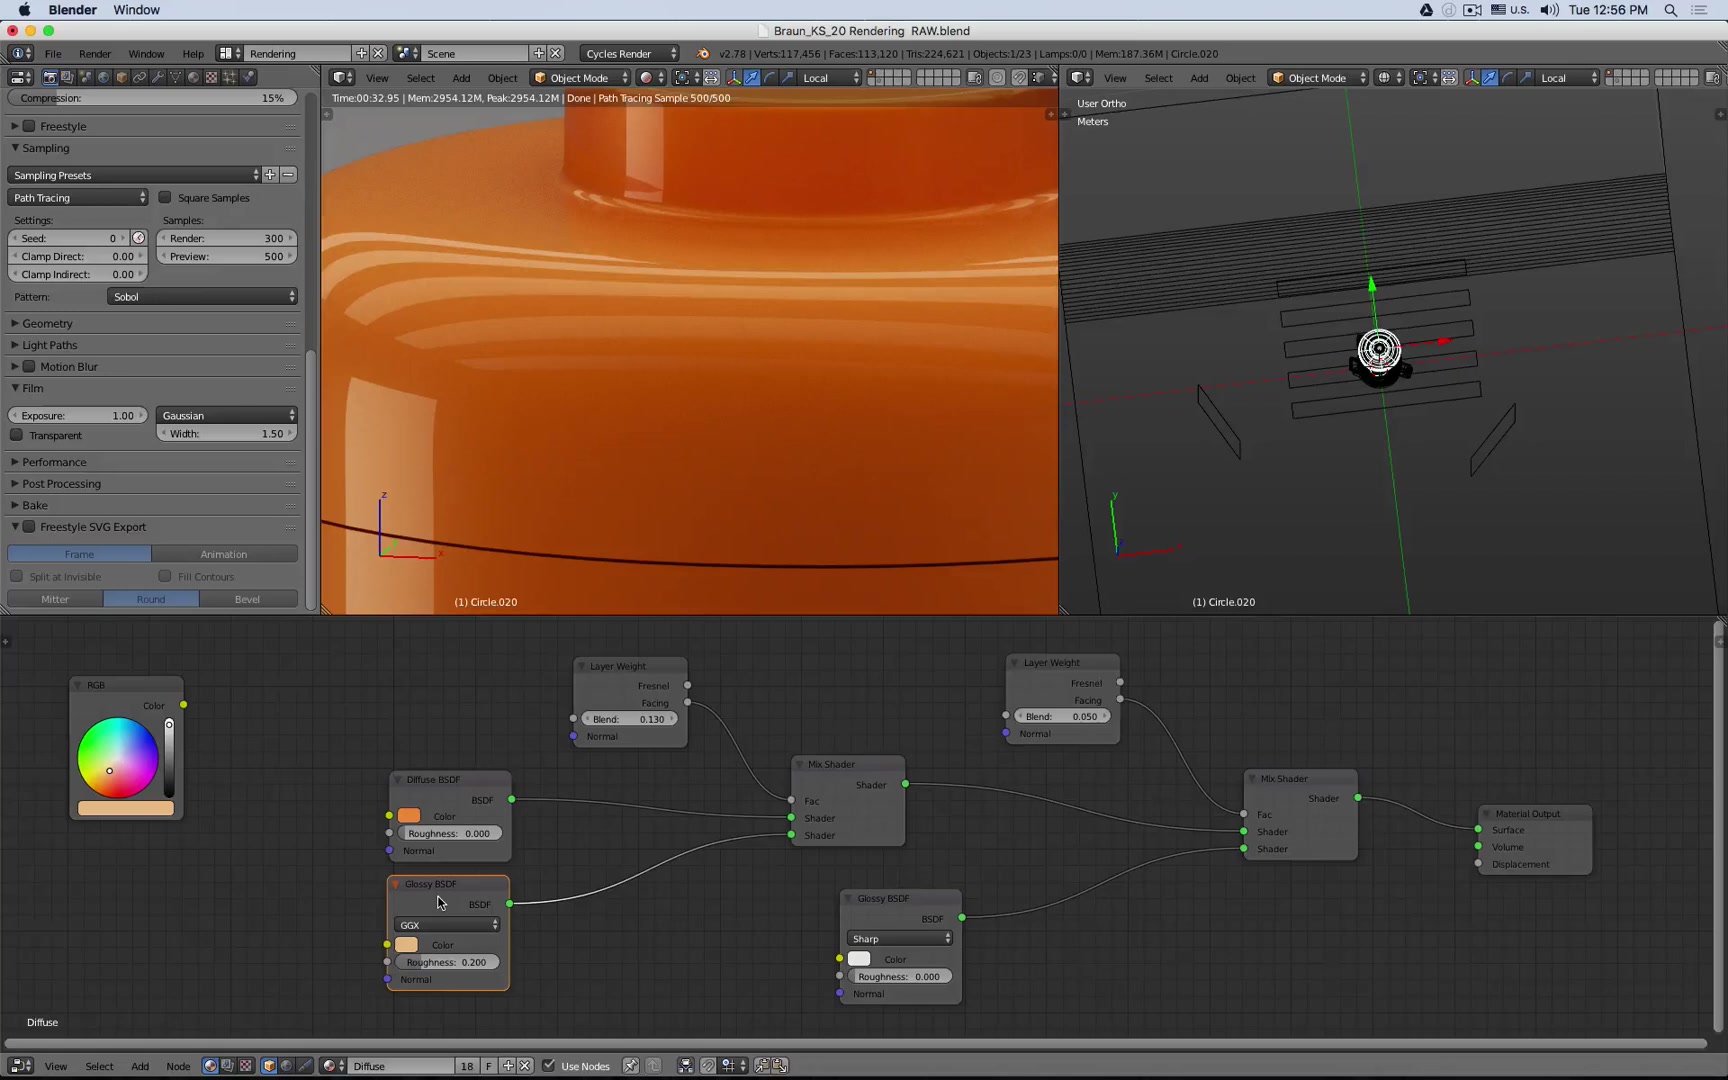 Blender Window
U.S. Tue 12:56 PM
Braun_KS_20 Rendering RAW.blend
File Render Window Help Rendering Scene Cycles Render v2.78 | Verts:117,456 | Faces:113,120 | Tris:224,621 | Objects:1/23 | Lamps:0/0 | Mem:187.36M | Circle.020
View Select Add Object Object Mode Local
View Select Add Object Object Mode Local
Compression: 15%
Freestyle
Sampling
Sampling Presets
Path Tracing Square Samples
Settings: Samples:
Seed: 0 Render: 300
Clamp Direct: 0.00 Preview: 500
Clamp Indirect: 0.00
Pattern: Sobol
Geometry
Light Paths
Motion Blur
Film
Exposure: 1.00 Gaussian
Transparent Width: 1.50
Performance
Post Processing
Bake
Freestyle SVG Export
Frame Animation
Split at Invisible Fill Contours
Mitter Round Bevel
Time:00:32.95 | Mem:2954.12M, Peak:2954.12M | Done | Path Tracing Sample 500/500
z
x
(1) Circle.020
User Ortho
Meters
y
z
(1) Circle.020
RGB
Color
Layer Weight
Fresnel
Facing
Blend: 0.130
Normal
Layer Weight
Fresnel
Facing
Blend: 0.050
Normal
Diffuse BSDF
BSDF
Color
Roughness: 0.000
Normal
Mix Shader
Shader
Fac
Shader
Shader
Mix Shader
Shader
Fac
Shader
Shader
Material Output
Surface
Volume
Displacement
Glossy BSDF
BSDF
GGX
Color
Roughness: 0.200
Normal
Glossy BSDF
BSDF
Sharp
Color
Roughness: 0.000
Normal
Diffuse
View Select Add Node Diffuse 18 F Use Nodes